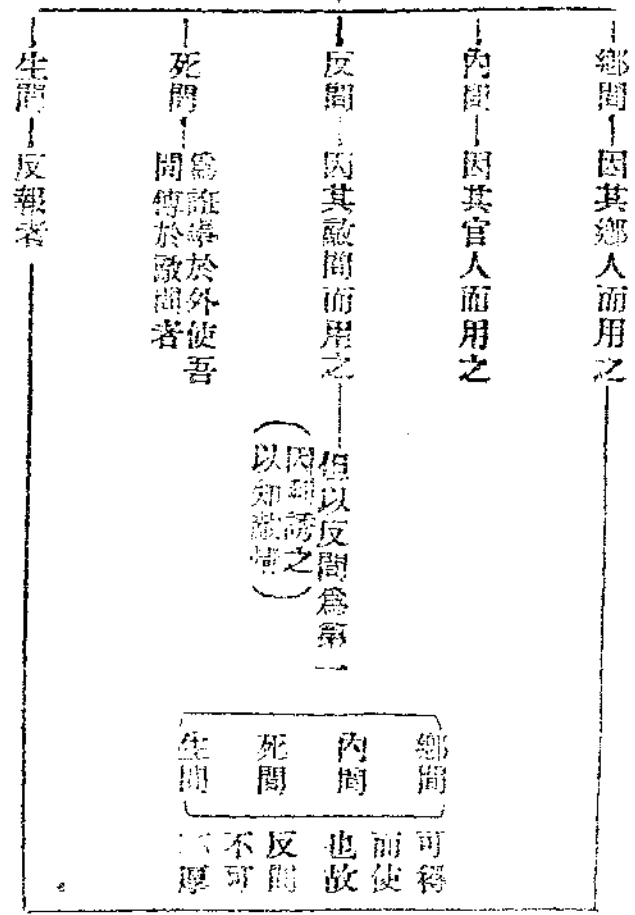 鄉間 因其鄉人而用之
內間 因其官人而用之
反間 因其敵間而用之 但以反間爲第一
(因利誘之
以知敵情)
死間 爲誑事於外使吾
間傳於敵間者
生間 反報者
鄉間
內間
死間
生間
可得
而使
也故
反間
不可
不厚